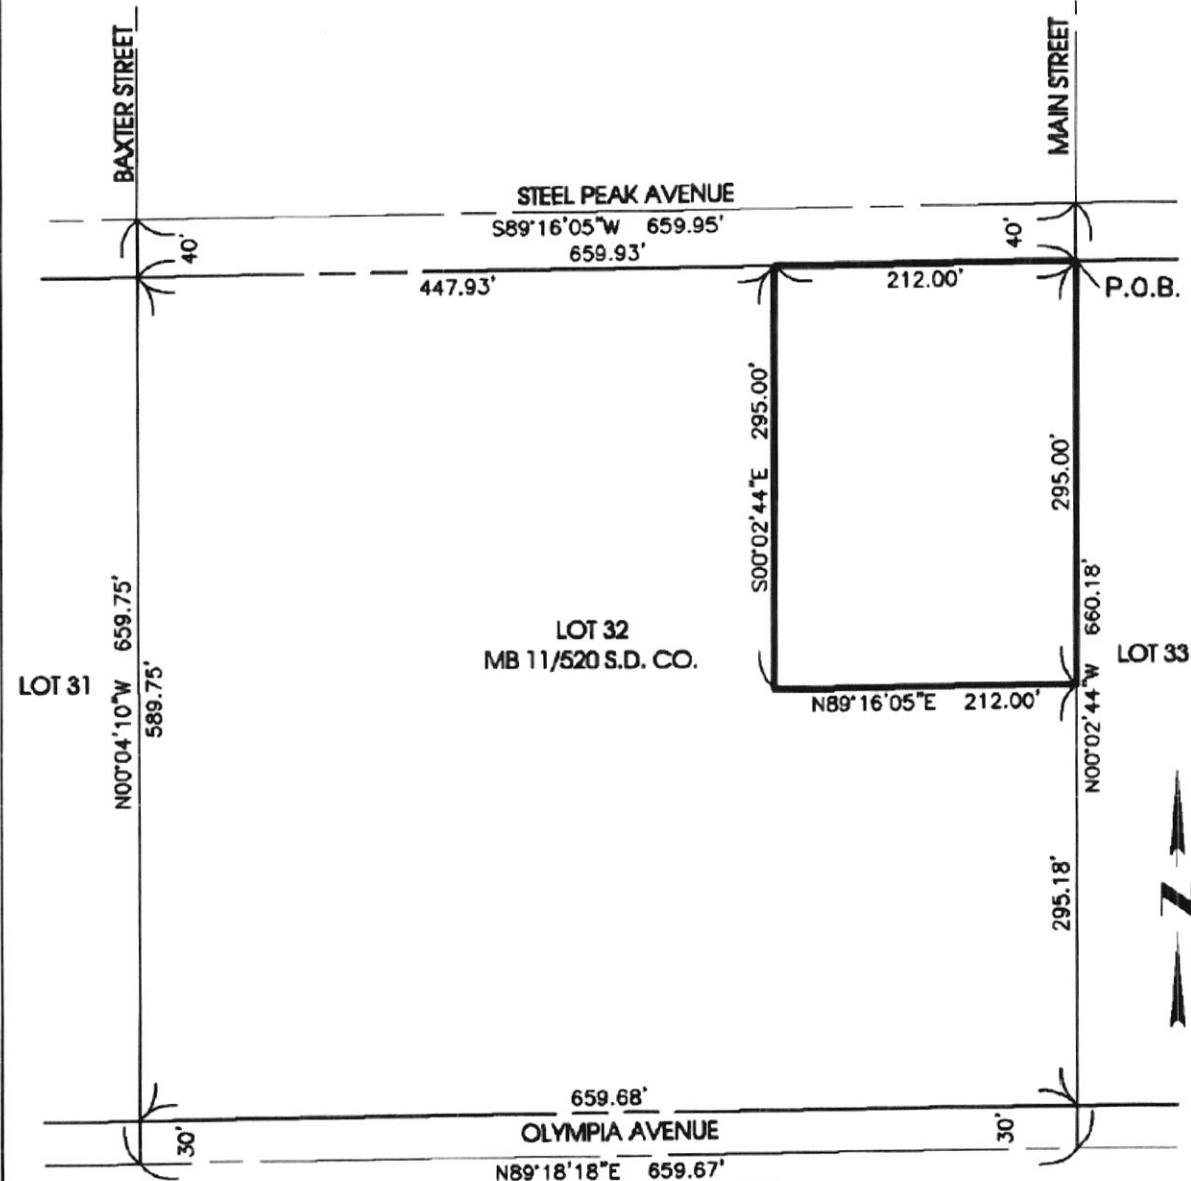 BAXTER STREET
MAIN STREET
STEEL PEAK AVENUE
S89°16'05"W 659.95'
659.93'
40'
40'
447.93'
212.00'
P.O.B.
S00°02'44"E 295.00'
295.00'
LOT 32
MB 11/520 S.D. CO.
LOT 31
N00°04'10"W 659.75'
589.75'
N00°02'44"W 660.18'
LOT 33
N89°16'05"E 212.00'
N
295.18'
659.68'
30'
OLYMPIA AVENUE
30'
N89°18'18"E 659.67'